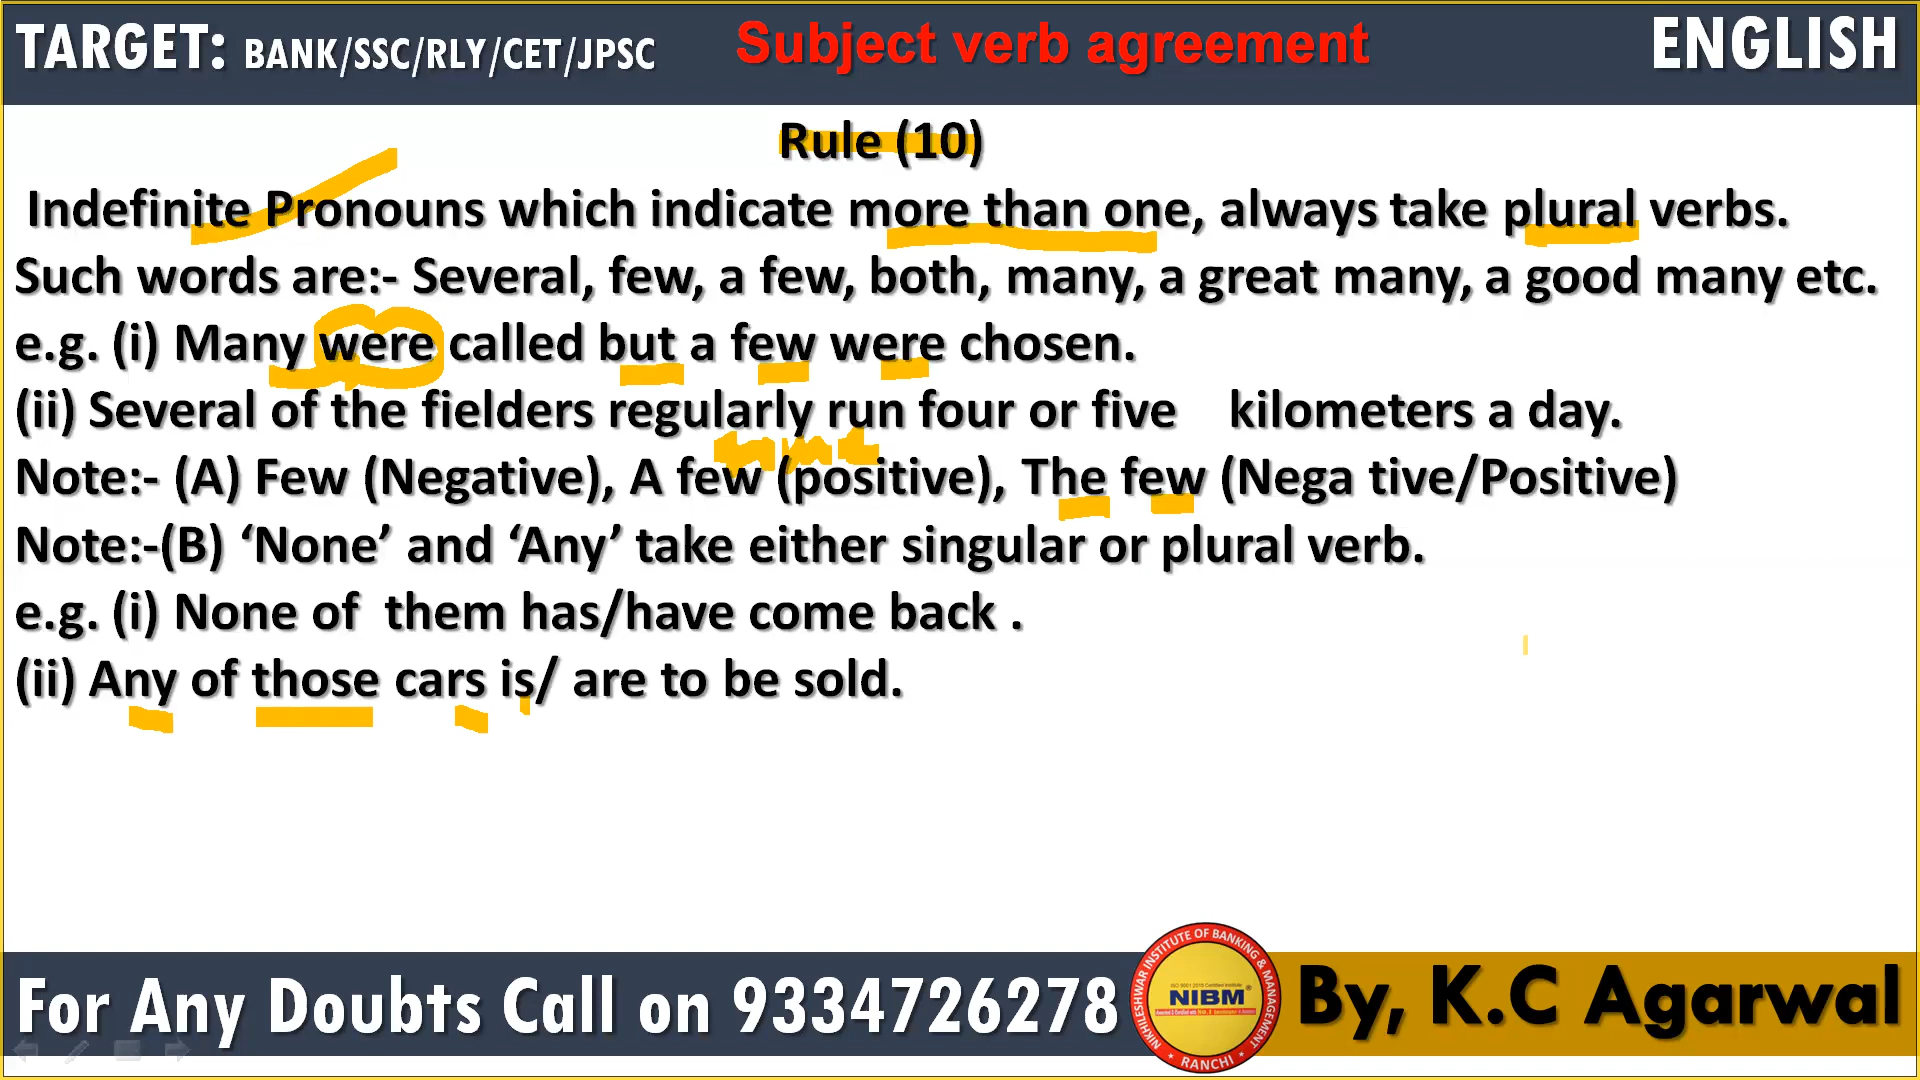 TARGET: BANK/SSC/RLY/CET/JPSC
Subject verb agreement
ENGLISH
Rule (10)
Indefinite Pronouns which indicate more than one, always take plural verbs.
Such words are:- Several, few, a few, both, many, a great many, a good many etc.
e.g. (i) Many were called but a few were chosen.
(ii) Several of the fielders regularly run four or five kilometers a day.
Note:- (A) Few (Negative), A few (positive), The few (Nega tive/Positive)
Note:-(B) ‘None’ and ‘Any’ take either singular or plural verb.
e.g. (i) None of them has/have come back .
(ii) Any of those cars is/ are to be sold.
For Any Doubts Call on 9334726278
NIKHILESHWAR INSTITUTE OF BANKING & MANAGEMENT
NIBM
RANCHI
By, K.C Agarwal